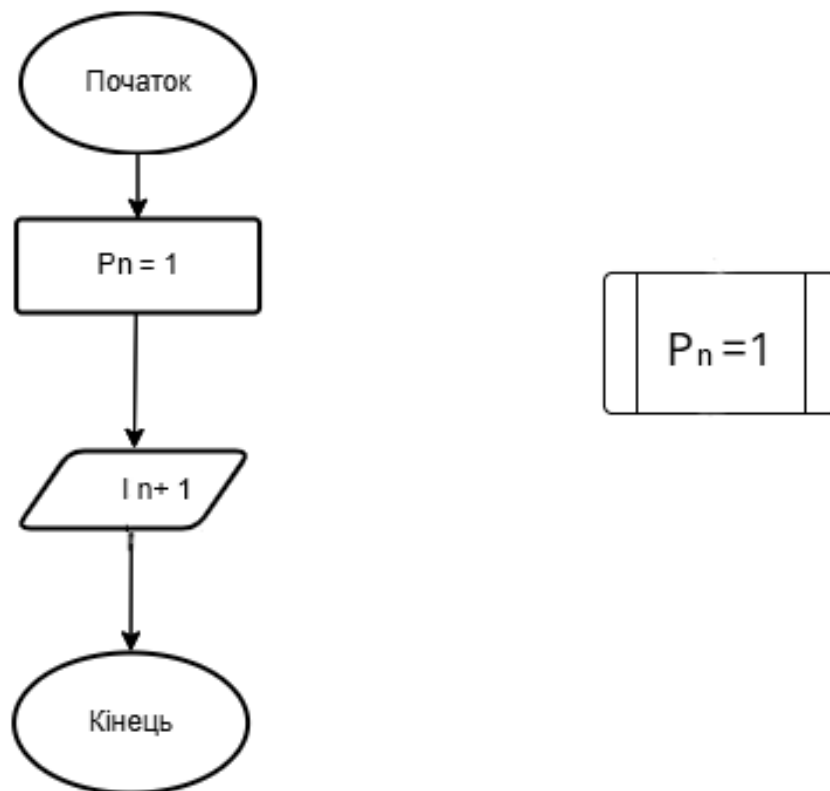 Початок
Pn = 1
Pn =1
I n+ 1
Кінець